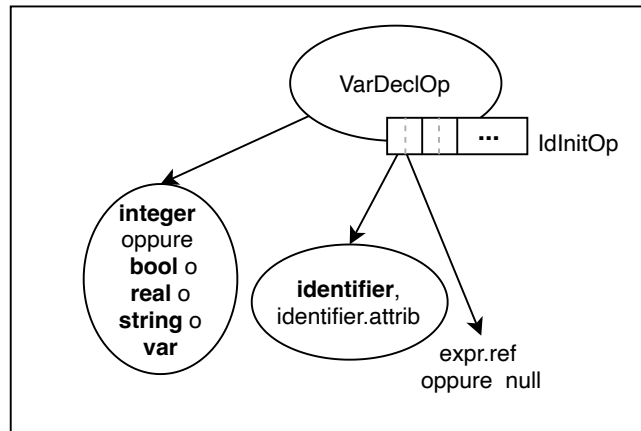 VarDeclOp
...
IdInitOp
integer
oppure
bool o
real o
string o
var
identifier,
identifier.attrib
expr.ref
oppure null